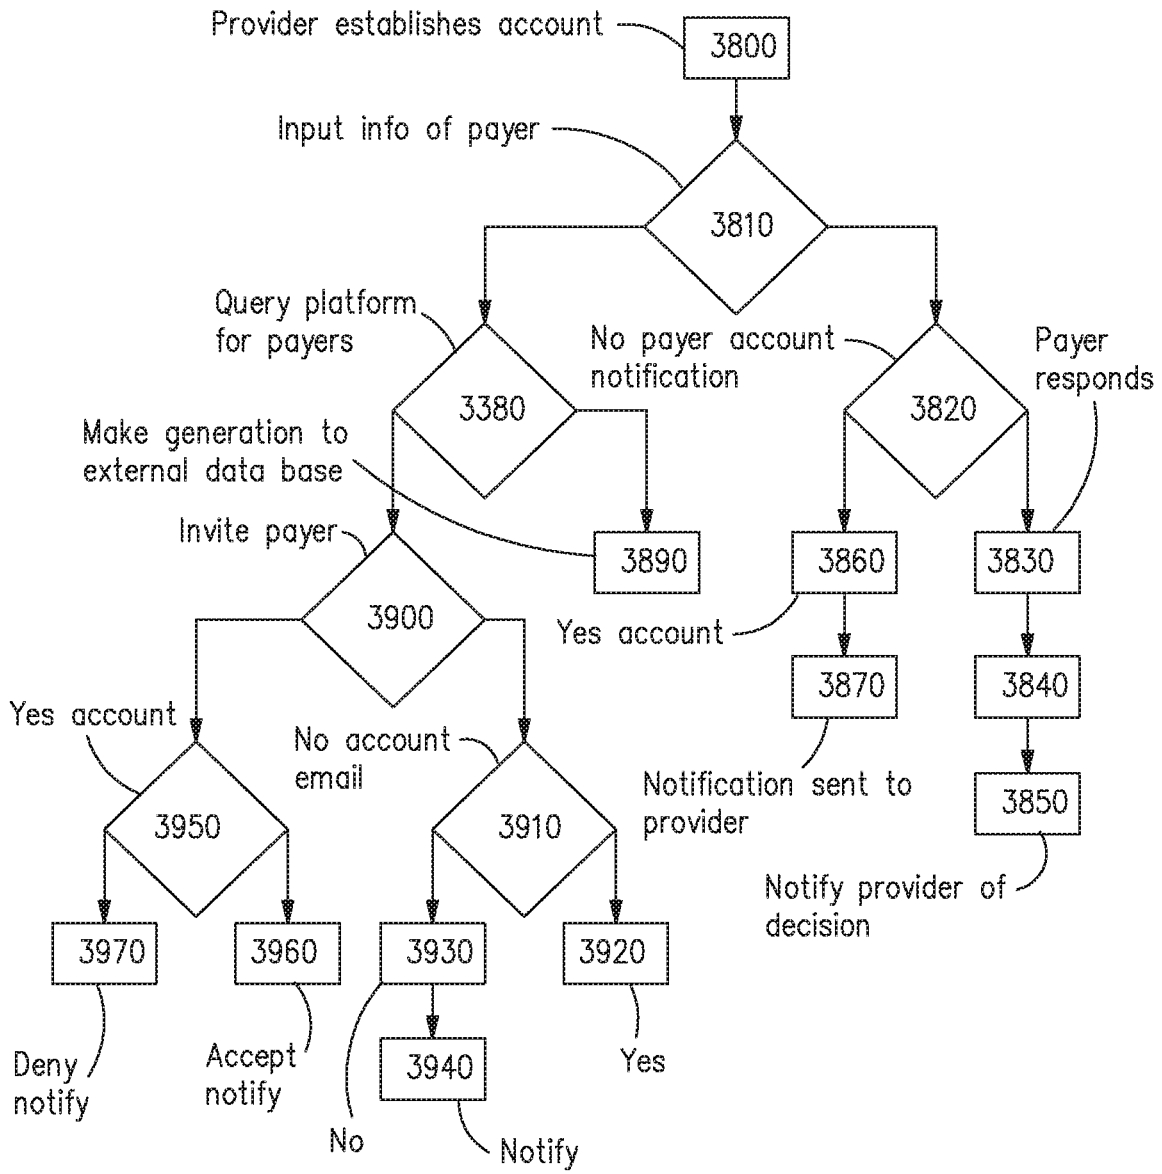 Provider establishes account
3800
Input info of payer
3810
Query platform
for payers
No payer account
notification
Payer
responds
3380
3820
Make generation to
external data base
Invite payer
3890
3860
3830
3900
Yes account
3870
3840
Yes account
No account
email
Notification sent to
provider
3850
3950
3910
Notify provider of
decision
3970
3960
3930
3920
Deny
notify
Accept
notify
3940
Yes
No
Notify